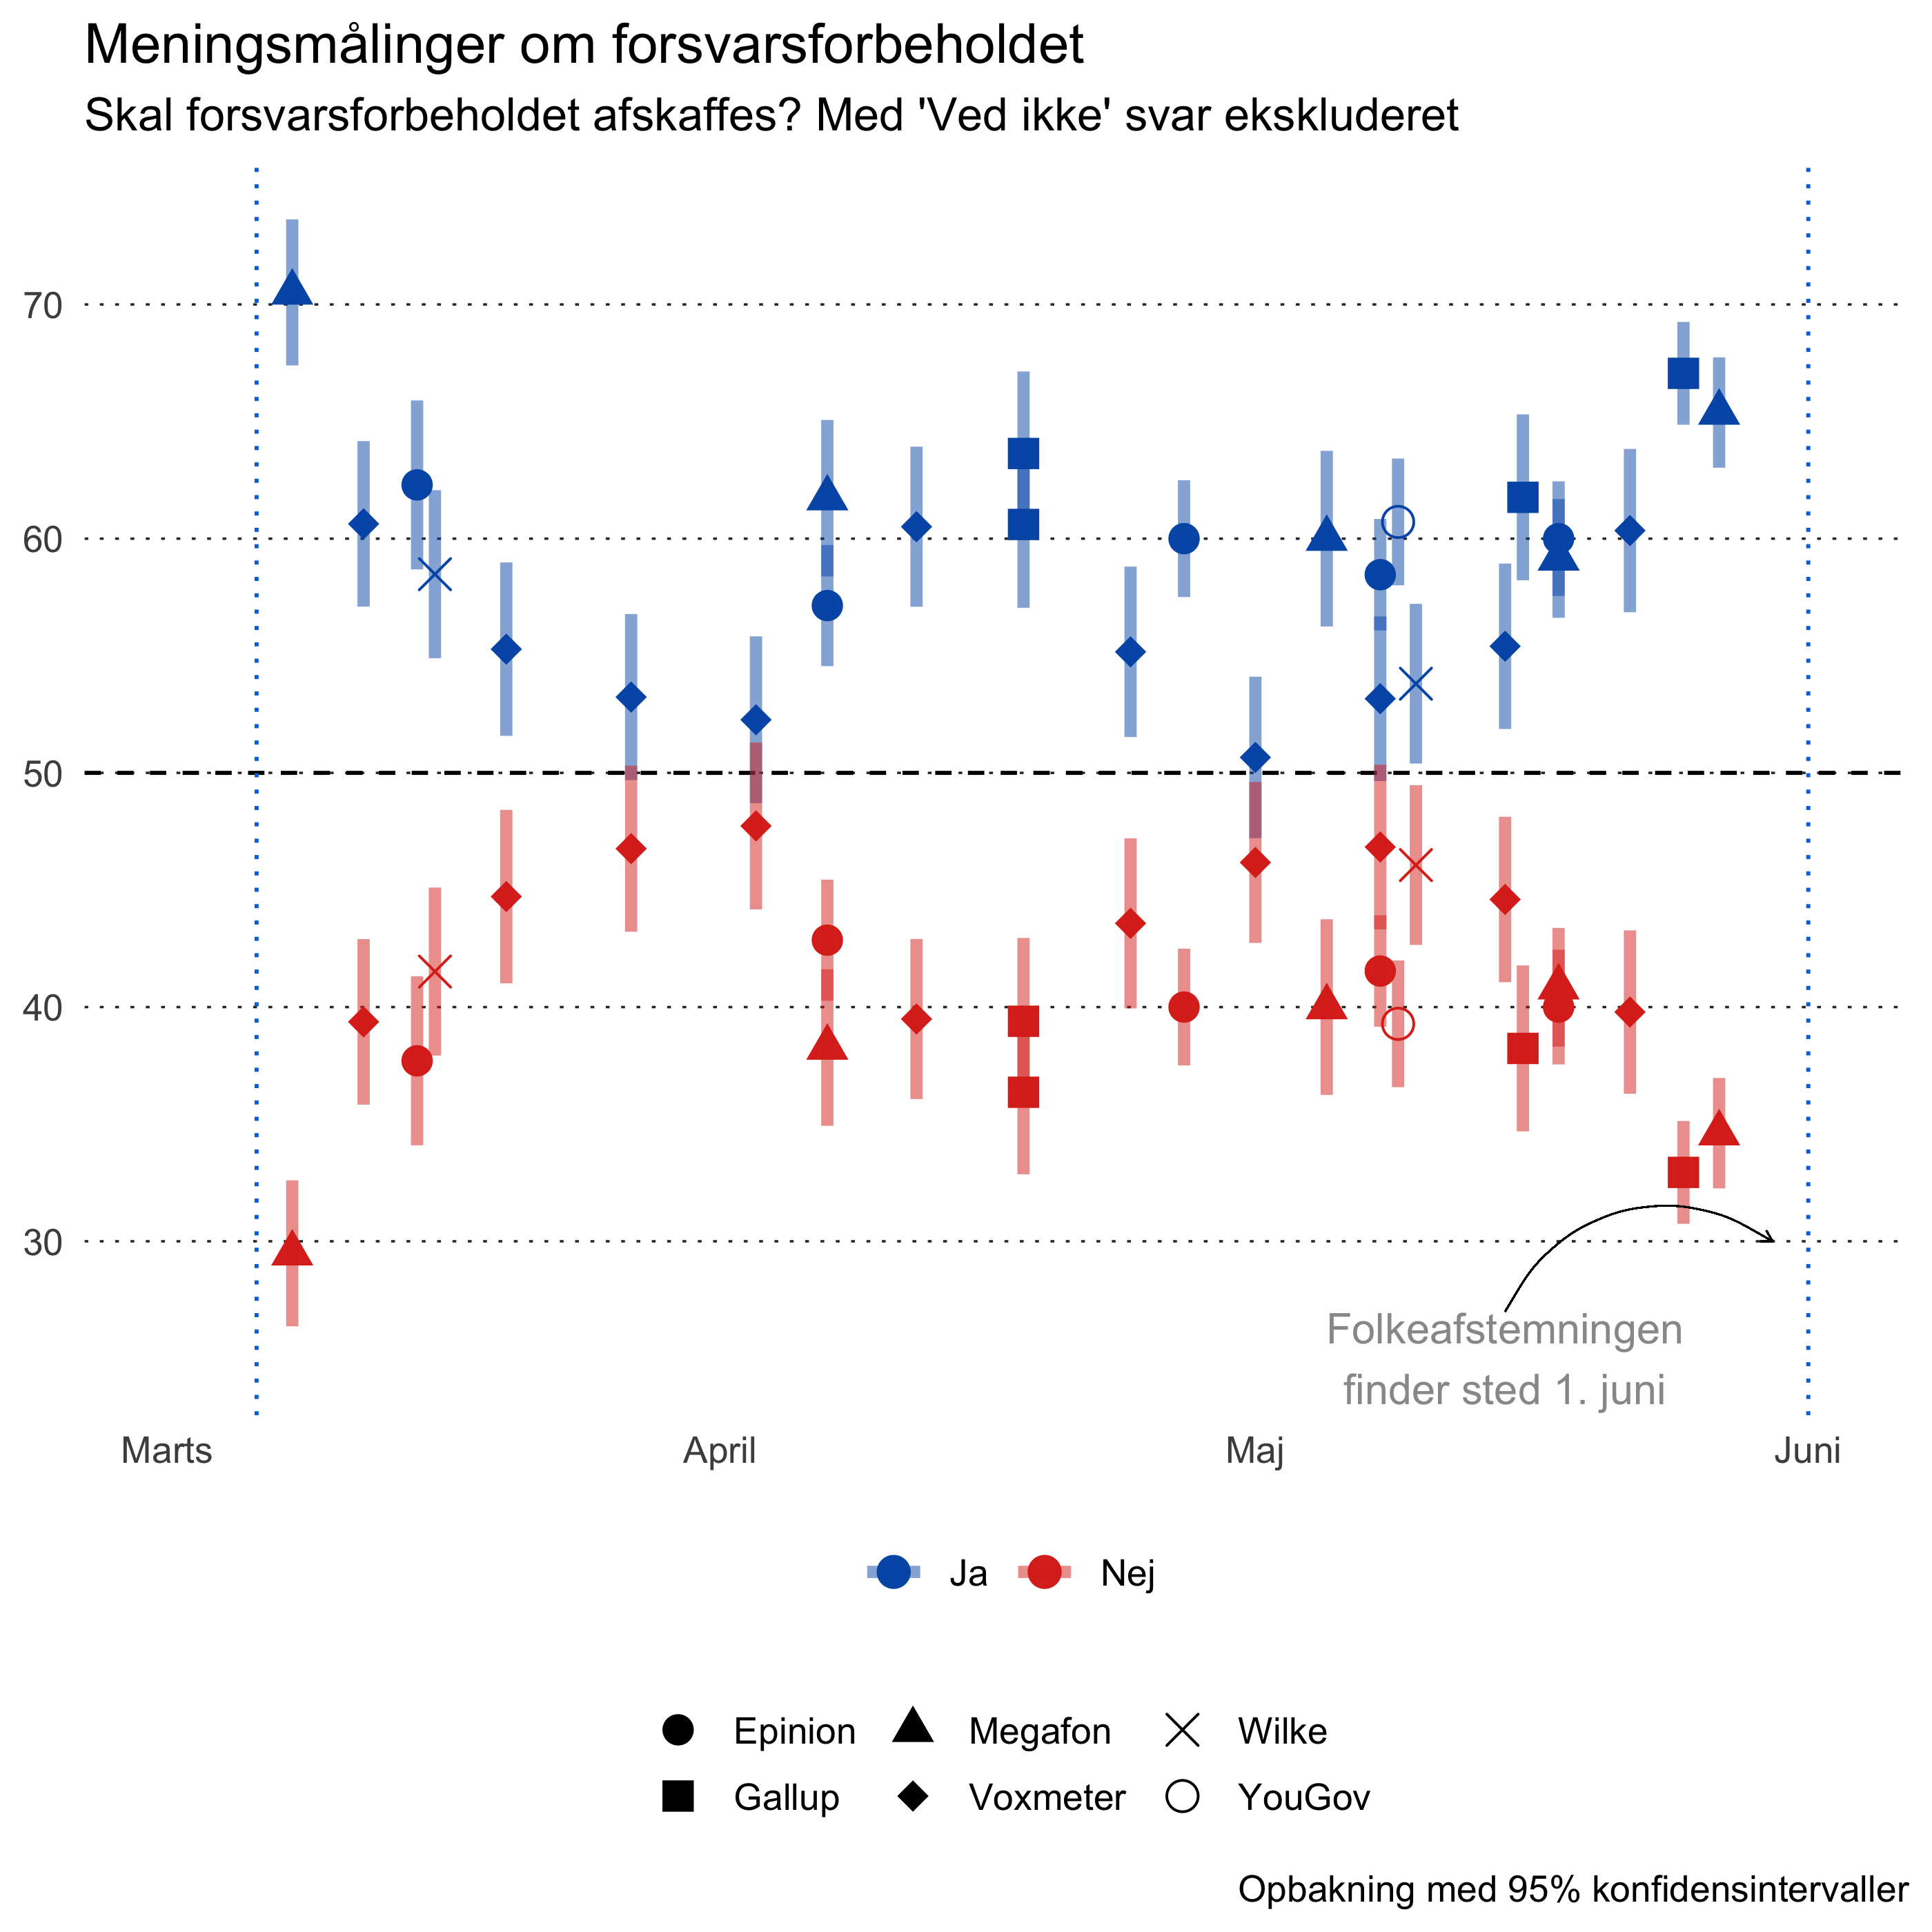 Meningsmålinger om forsvarsforbeholdet
Skal forsvarsforbeholdet afskaffes? Med 'Ved ikke' svar ekskluderet
70
60
50
40
30
Folkeafstemningen
finder sted 1. juni
Marts April Maj Juni
Ja Nej
Epinion Megafon Wilke
Gallup Voxmeter YouGov
Opbakning med 95% konfidensintervaller